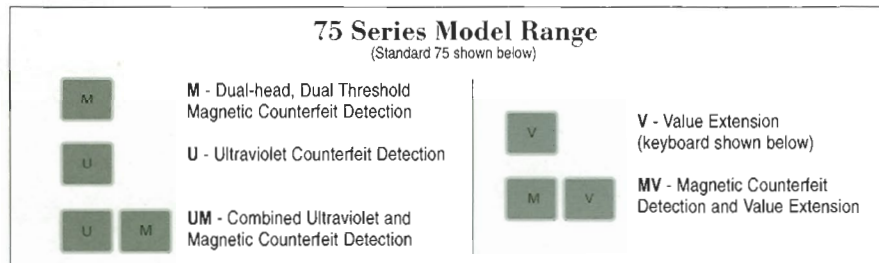 75 Series Model Range
(Standard 75 shown below)
M
M - Dual-head, Dual Threshold
Magnetic Counterfeit Detection
U
U - Ultraviolet Counterfeit Detection
U M
UM - Combined Ultraviolet and
Magnetic Counterfeit Detection
V
V - Value Extension
(keyboard shown below)
M V
MV - Magnetic Counterfeit
Detection and Value Extension